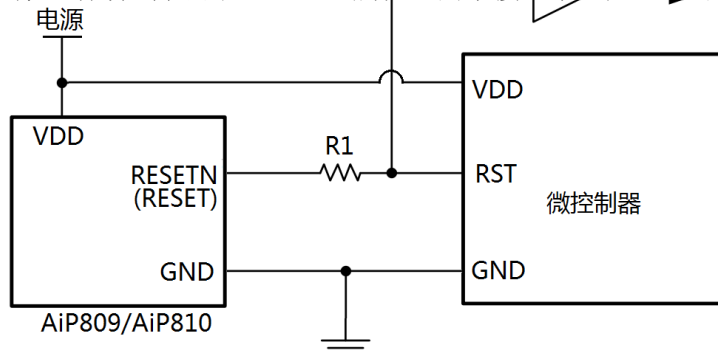 电源
VDD
VDD
R1
RESETN
(RESET)
RST
微控制器
GND
GND
AiP809/AiP810